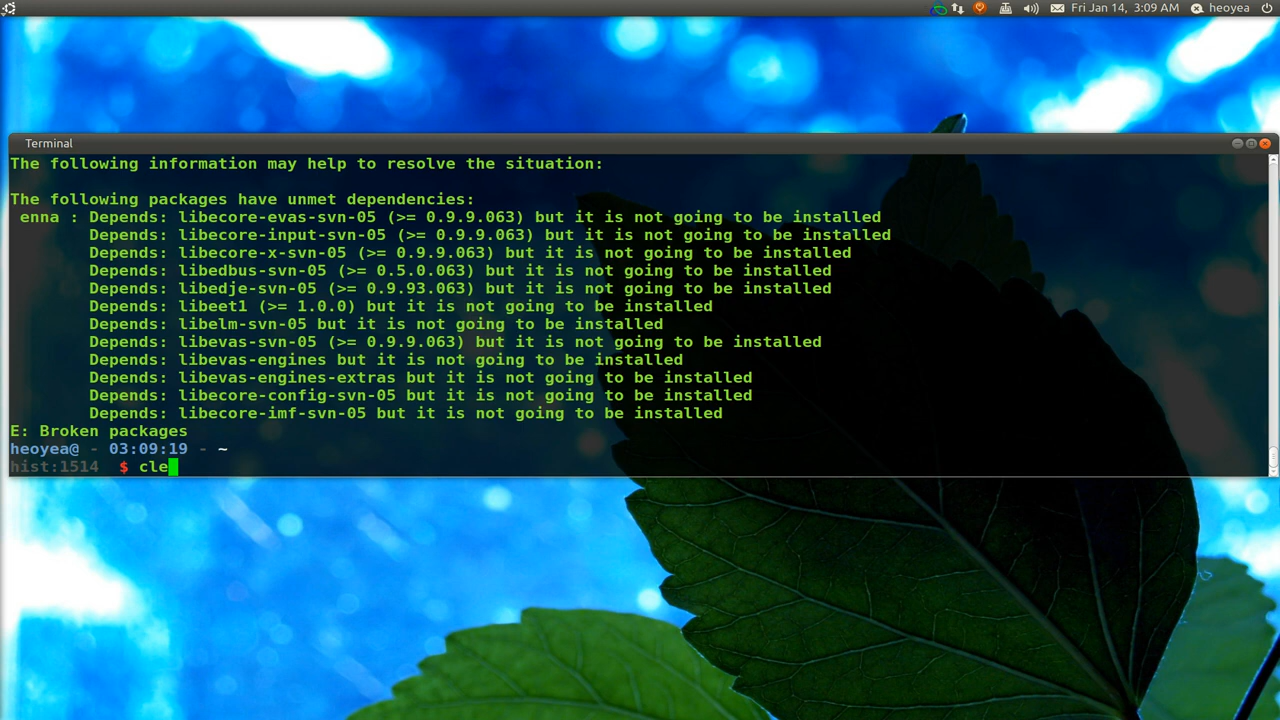 Fri Jan 14, 3:09 AM heoyea
Terminal
The following information may help to resolve the situation:
The following packages have unmet dependencies:
enna : Depends: libecore-evas-svn-05 (>= 0.9.9.063) but it is not going to be installed
Depends: libecore-input-svn-05 (>= 0.9.9.063) but it is not going to be installed
Depends: libecore-x-svn-05 (>= 0.9.9.063) but it is not going to be installed
Depends: libedbus-svn-05 (>= 0.5.0.063) but it is not going to be installed
Depends: libedje-svn-05 (>= 0.9.93.063) but it is not going to be installed
Depends: libeet1 (>= 1.0.0) but it is not going to be installed
Depends: libelm-svn-05 but it is not going to be installed
Depends: libevas-svn-05 (>= 0.9.9.063) but it is not going to be installed
Depends: libevas-engines but it is not going to be installed
Depends: libevas-engines-extras but it is not going to be installed
Depends: libecore-config-svn-05 but it is not going to be installed
Depends: libecore-imf-svn-05 but it is not going to be installed
E: Broken packages
heoyea@ - 03:09:19 - ~
hist:1514 $ cle